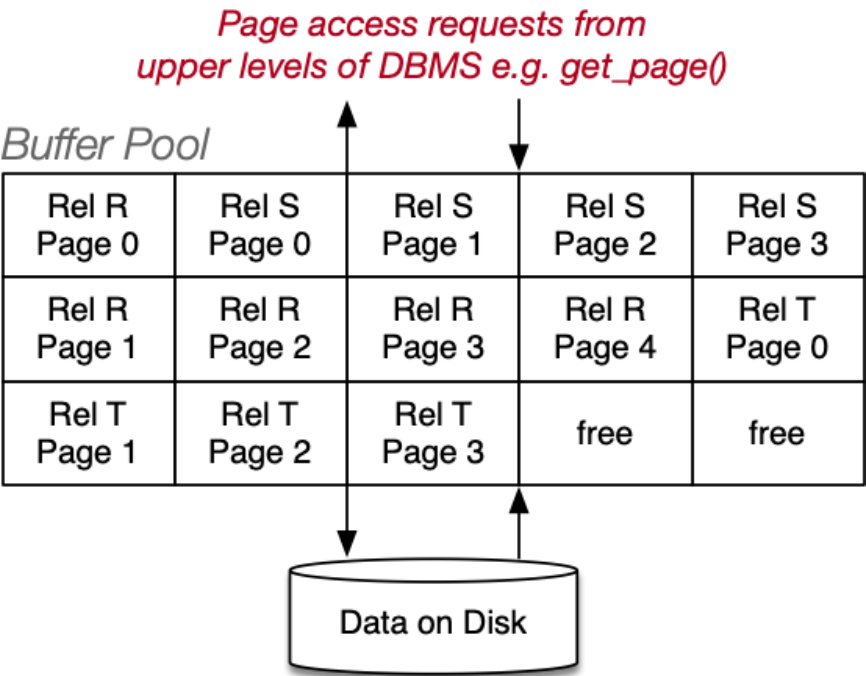 Page access requests from
upper levels of DBMS e.g. get_page()
Buffer Pool
Rel R
Page 0
Rel S
Page 0
Rel S
Page 1
Rel S
Page 2
Rel S
Page 3
Rel R
Page 1
Rel R
Page 2
Rel R
Page 3
Rel R
Page 4
Rel T
Page 0
Rel T
Page 1
Rel T
Page 2
Rel T
Page 3
free
free
Data on Disk